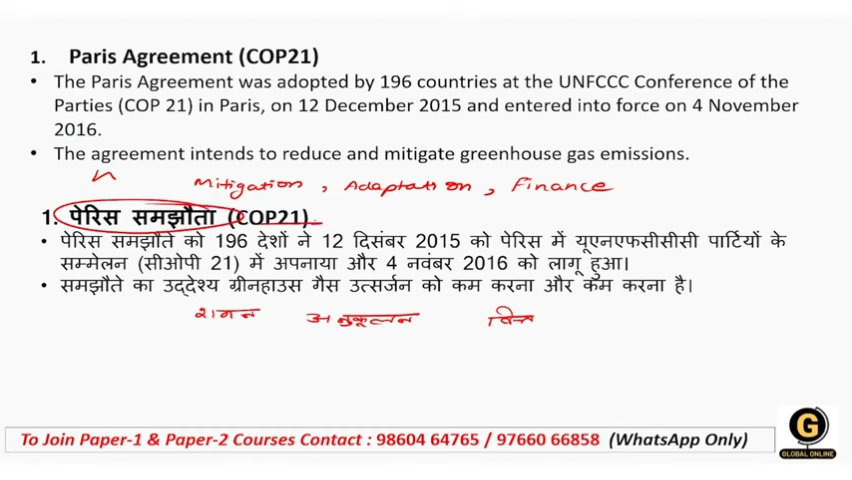 1. Paris Agreement (COP21)
• The Paris Agreement was adopted by 196 countries at the UNFCCC Conference of the
Parties (COP 21) in Paris, on 12 December 2015 and entered into force on 4 November
2016.
• The agreement intends to reduce and mitigate greenhouse gas emissions.
Mitigation, Adaptation, Finance
1. पेरिस समझौता (COP21)
• पेरिस समझौते को 196 देशों ने 12 दिसंबर 2015 को पेरिस में यूएनएफसीसीसी पार्टियों के
सम्मेलन (सीओपी 21) में अपनाया और 4 नवंबर 2016 को लागू हुआ।
• समझौते का उद्देश्य ग्रीनहाउस गैस उत्सर्जन को कम करना और कम करना है।
शमन अनुकूलन वित्त
To Join Paper-1 & Paper-2 Courses Contact : 98604 64765 / 97660 66858 (WhatsApp Only)
G
GLOBAL ONLINE